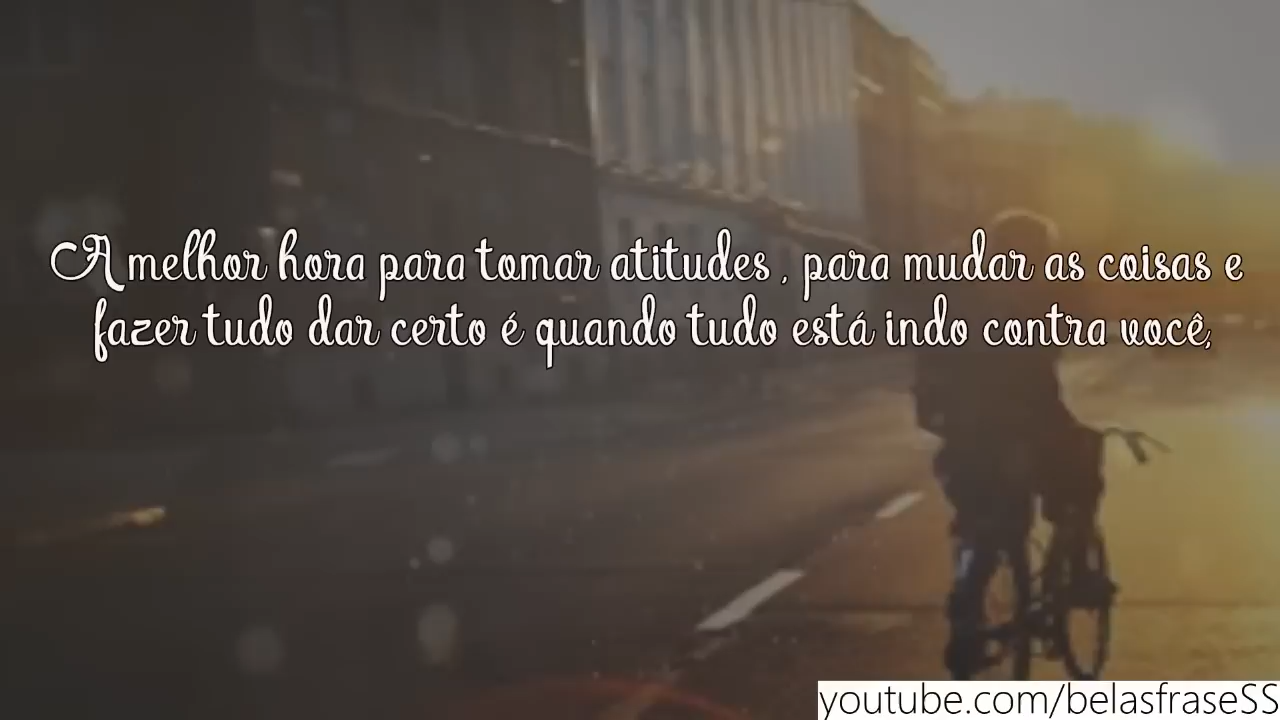 A melhor hora para tomar atitudes , para mudar as coisas e
fazer tudo dar certo é quando tudo está indo contra você,
youtube.com/belasfraseSS